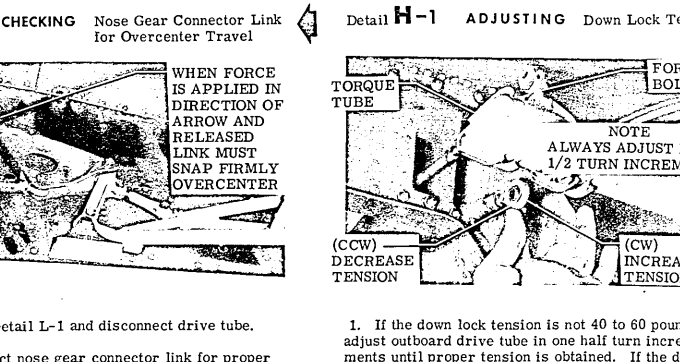 CHECKING Nose Gear Connector Link
for Overcenter Travel
WHEN FORCE
IS APPLIED IN
DIRECTION OF
ARROW AND
RELEASED
LINK MUST
SNAP FIRMLY
OVERCENTER
etail L-1 and disconnect drive tube.
ct nose gear connector link for proper
Detail H-1 ADJUSTING Down Lock Te
TORQUE
TUBE
FOR
BOL
NOTE
ALWAYS ADJUST
1/2 TURN INCREM
(CCW)
DECREASE
TENSION
(CW)
INCREA
TENSIO
1. If the down lock tension is not 40 to 60 poun
adjust outboard drive tube in one half turn incre
ments until proper tension is obtained. If the d